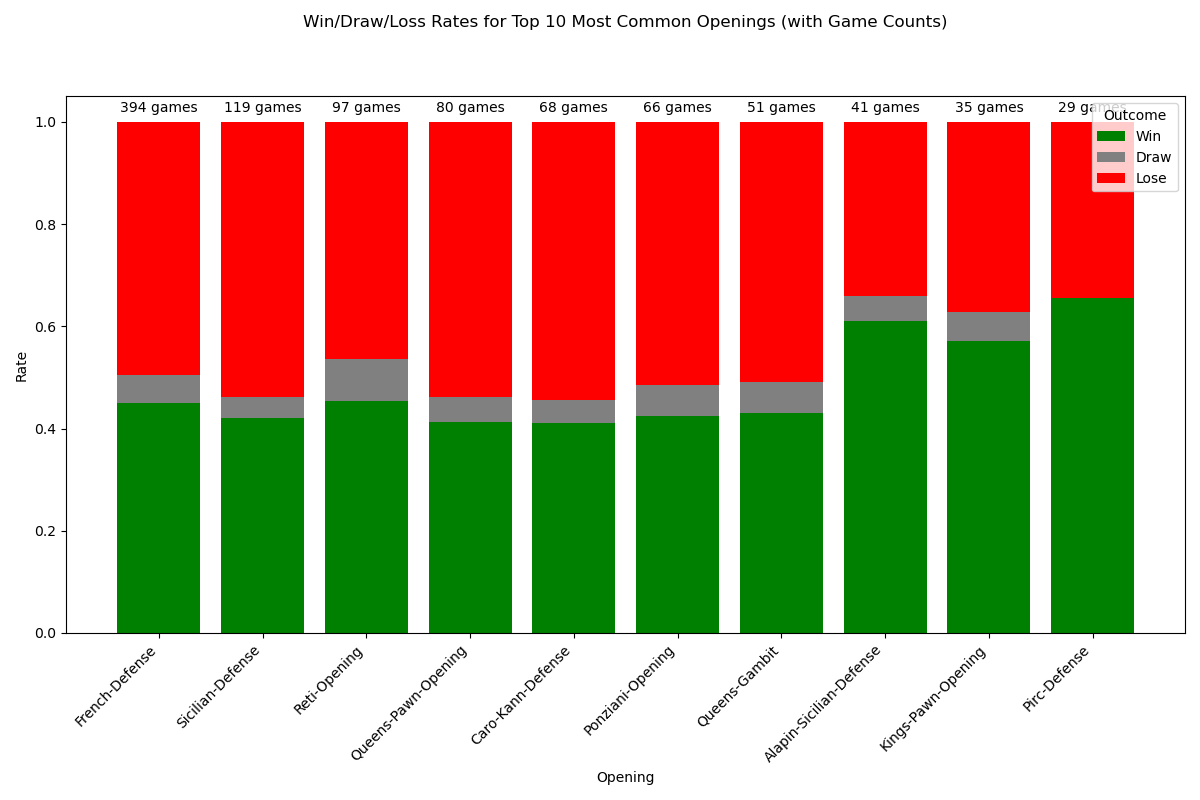 Win/Draw/Loss Rates for Top 10 Most Common Openings (with Game Counts)
394 games
119 games
97 games
80 games
68 games
66 games
51 games
41 games
35 games
29 games
Outcome
Win
Draw
Lose
Rate
1.0
0.8
0.6
0.4
0.2
0.0
French-Defense
Sicilian-Defense
Reti-Opening
Queens-Pawn-Opening
Caro-Kann-Defense
Ponziani-Opening
Queens-Gambit
Alapin-Sicilian-Defense
Kings-Pawn-Opening
Pirc-Defense
Opening